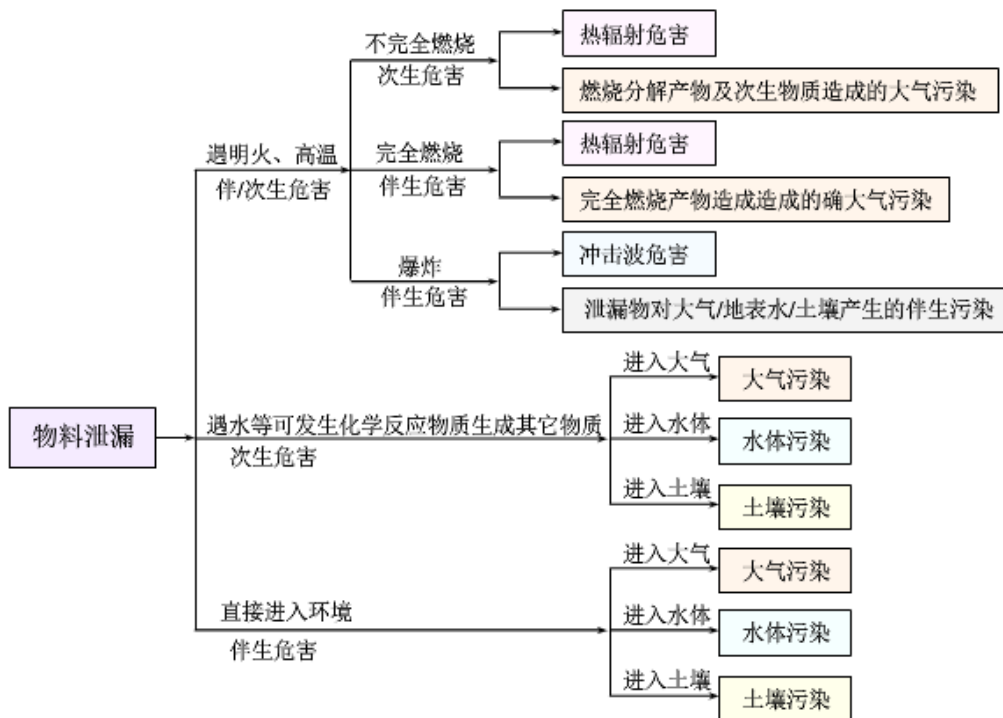 不完全燃烧
次生危害
热辐射危害
燃烧分解产物及次生物质造成的大气污染
遇明火、高温
伴/次生危害
完全燃烧
伴生危害
热辐射危害
完全燃烧产物造成造成的确大气污染
爆炸
伴生危害
冲击波危害
泄漏物对大气/地表水/土壤产生的伴生污染
物料泄漏
遇水等可发生化学反应物质生成其它物质
次生危害
进入大气
大气污染
进入水体
水体污染
进入土壤
土壤污染
直接进入环境
伴生危害
进入大气
大气污染
进入水体
水体污染
进入土壤
土壤污染